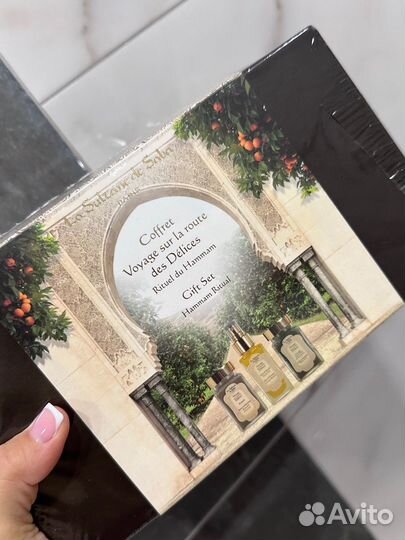 La Sultane de Saba
PARIS
Coffret
Voyage sur la route
des Délices
Rituel du Hammam
Gift Set
Hammam Ritual
Avito